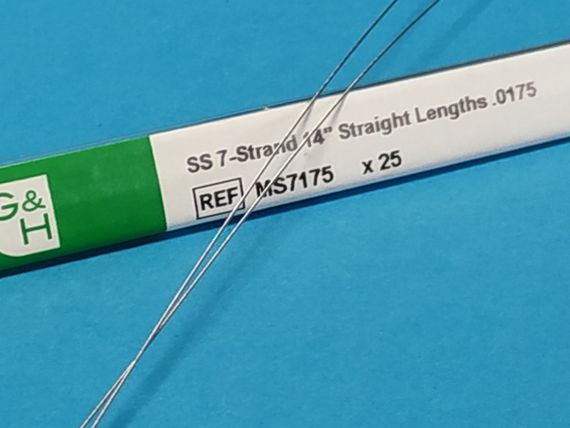 G&
H
SS 7-Strand 14" Straight Lengths .0175
REF MS7175 x 25